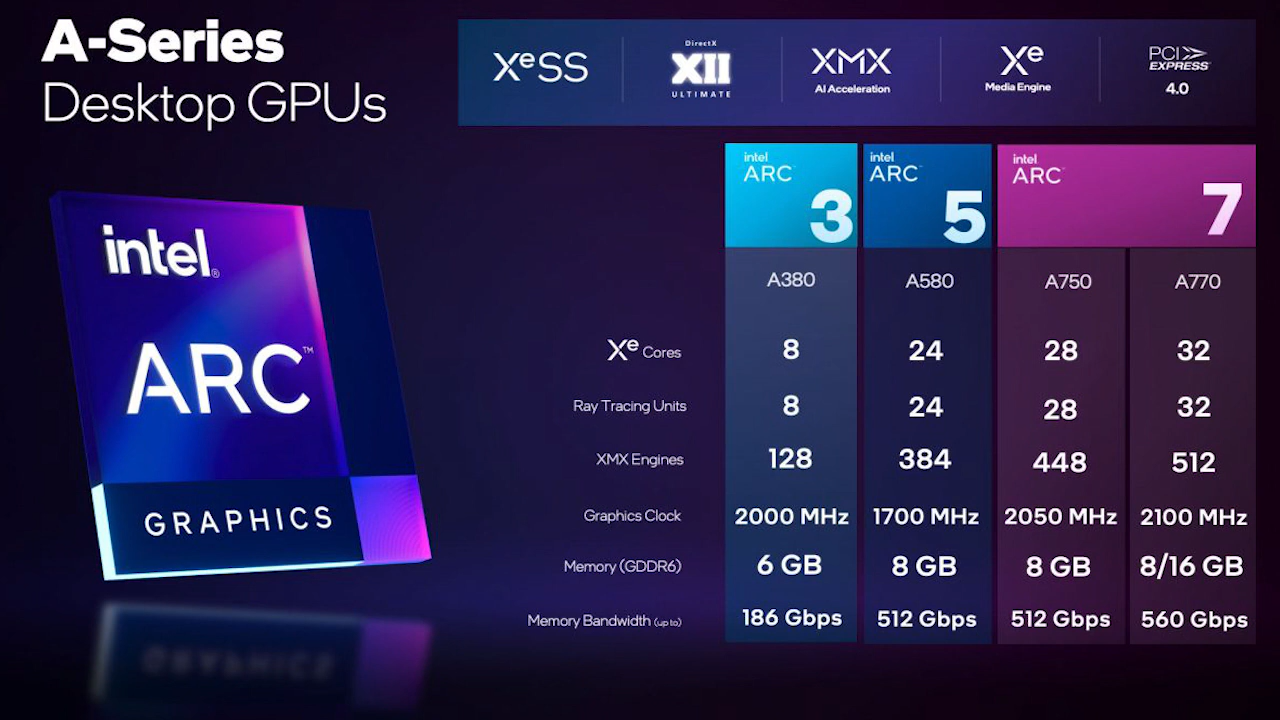 A-Series
Desktop GPUs
XeSS
DirectX
XII
ULTIMATE
XMX
AI Acceleration
Xe
Media Engine
PCI
EXPRESS
4.0
intel®
ARC™
GRAPHICS
intel ARC 3
intel ARC 5
intel ARC 7
A380 A580 A750 A770
Xe Cores 8 24 28 32
Ray Tracing Units 8 24 28 32
XMX Engines 128 384 448 512
Graphics Clock 2000 MHz 1700 MHz 2050 MHz 2100 MHz
Memory (GDDR6) 6 GB 8 GB 8 GB 8/16 GB
Memory Bandwidth (up to) 186 Gbps 512 Gbps 512 Gbps 560 Gbps